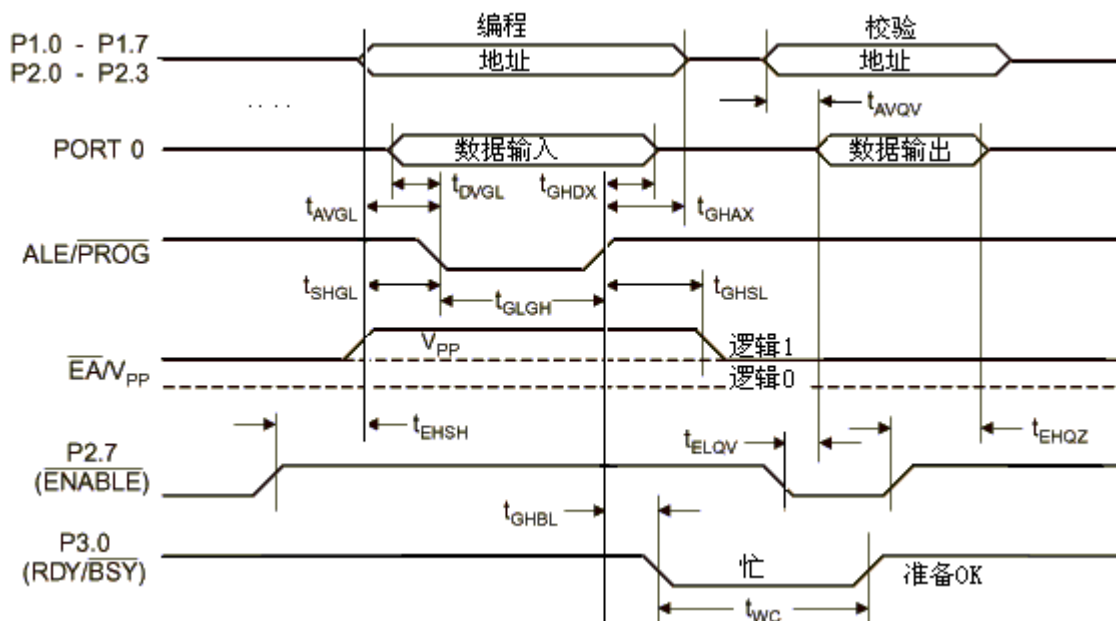 编程
校验
P1.0 - P1.7
P2.0 - P2.3
地址
地址
....
tAVQV
PORT 0
数据输入
数据输出
tDVGL
tGHDX
tAVGL
tGHAX
ALE/PROG
tSHGL
tGLGH
tGHSL
VPP
逻辑1
EA/VPP
逻辑0
tEHSH
tELQV
tEHQZ
P2.7
(ENABLE)
tGHBL
P3.0
(RDY/BSY)
忙
准备OK
tWC